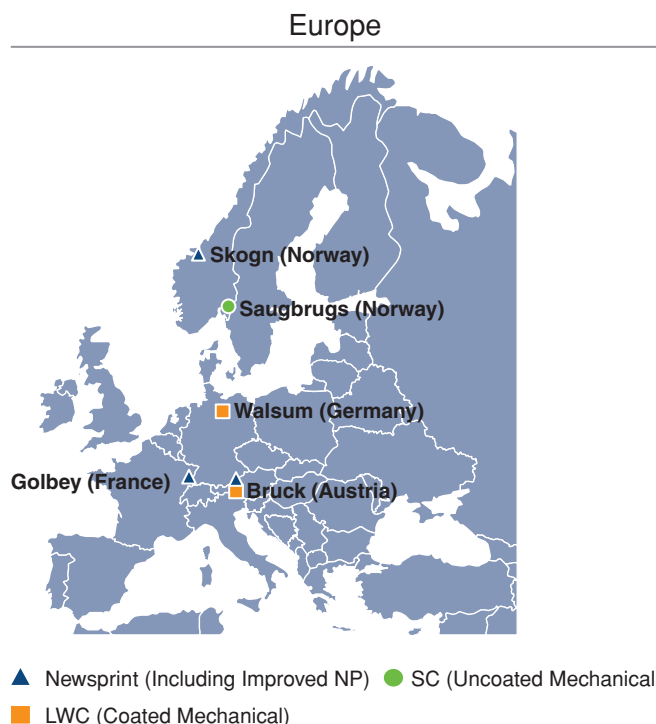 Europe
Skogn (Norway)
Saugbrugs (Norway)
Walsum (Germany)
Golbey (France)
Bruck (Austria)
Newsprint (Including Improved NP)
SC (Uncoated Mechanical
LWC (Coated Mechanical)